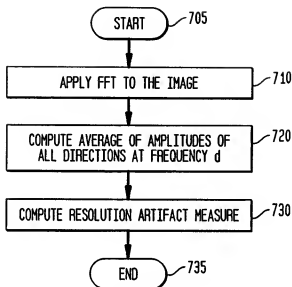 START
705
APPLY FFT TO THE IMAGE
710
COMPUTE AVERAGE OF AMPLITUDES OF
ALL DIRECTIONS AT FREQUENCY d
720
COMPUTE RESOLUTION ARTIFACT MEASURE
730
END
735